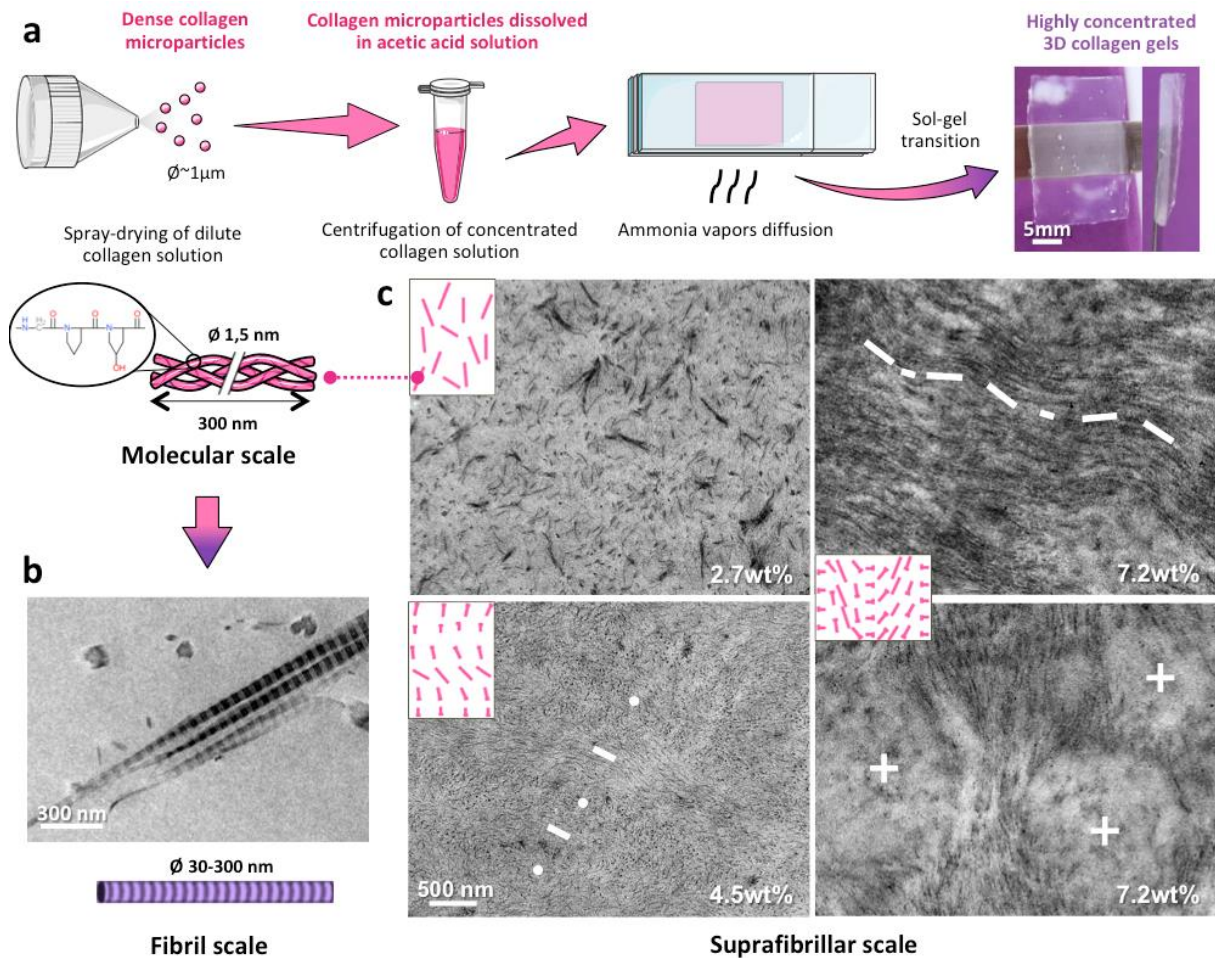 a
Dense collagen
microparticles
Collagen microparticles dissolved
in acetic acid solution
Highly concentrated
3D collagen gels
Ø~1µm
Sol-gel
transition
5mm
Spray-drying of dilute
collagen solution
Centrifugation of concentrated
collagen solution
Ammonia vapors diffusion
H
N
H₂
C
O
N
O
N
O
OH
Ø 1,5 nm
300 nm
Molecular scale
b
300 nm
Ø 30-300 nm
Fibril scale
c
2.7wt%
7.2wt%
500 nm
4.5wt%
7.2wt%
Suprafibrillar scale